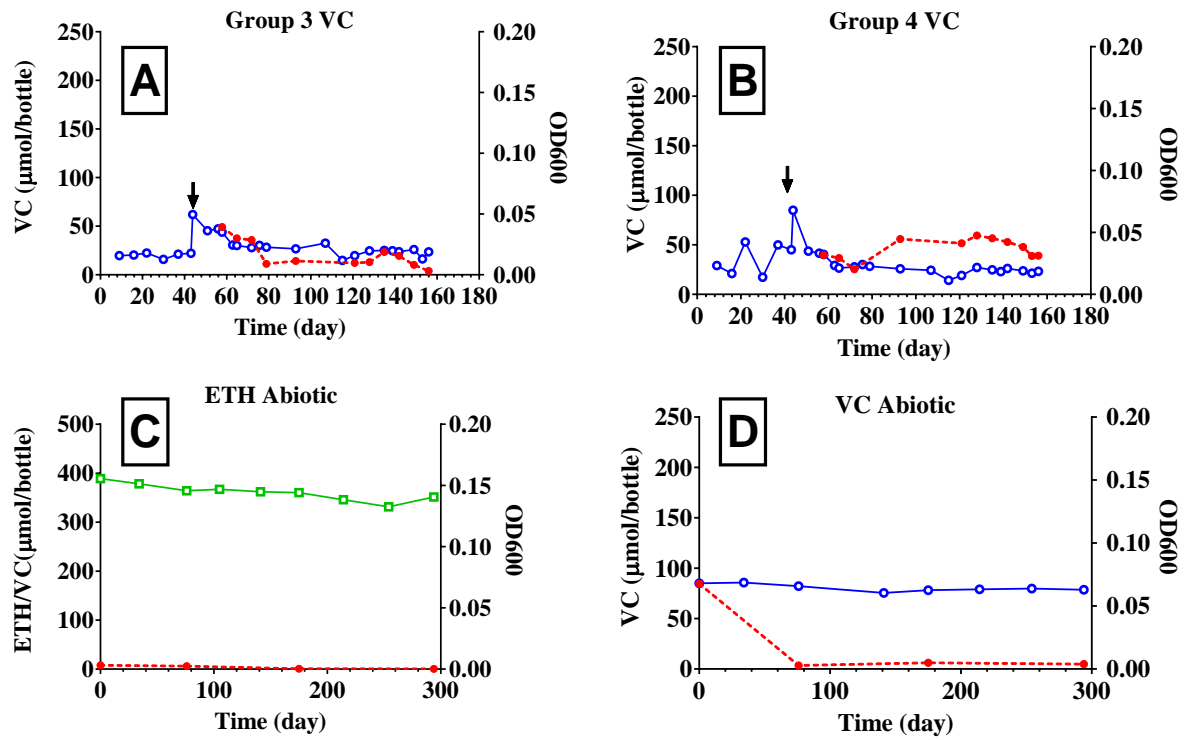 Group 3 VC
250
200
150
100
50
0
VC (μmol/bottle)
A
0.20
0.15
0.10
0.05
0.00
OD600
0 20 40 60 80 100 120 140 160 180
Time (day)
Group 4 VC
250
200
150
100
50
0
VC (μmol/bottle)
B
0.20
0.15
0.10
0.05
0.00
OD600
0 20 40 60 80 100 120 140 160 180
Time (day)
ETH Abiotic
500
400
300
200
100
0
ETH/VC(μmol/bottle)
C
0.20
0.15
0.10
0.05
0.00
OD600
0 100 200 300
Time (day)
VC Abiotic
250
200
150
100
50
0
VC (μmol/bottle)
D
0.20
0.15
0.10
0.05
0.00
OD600
0 100 200 300
Time (day)